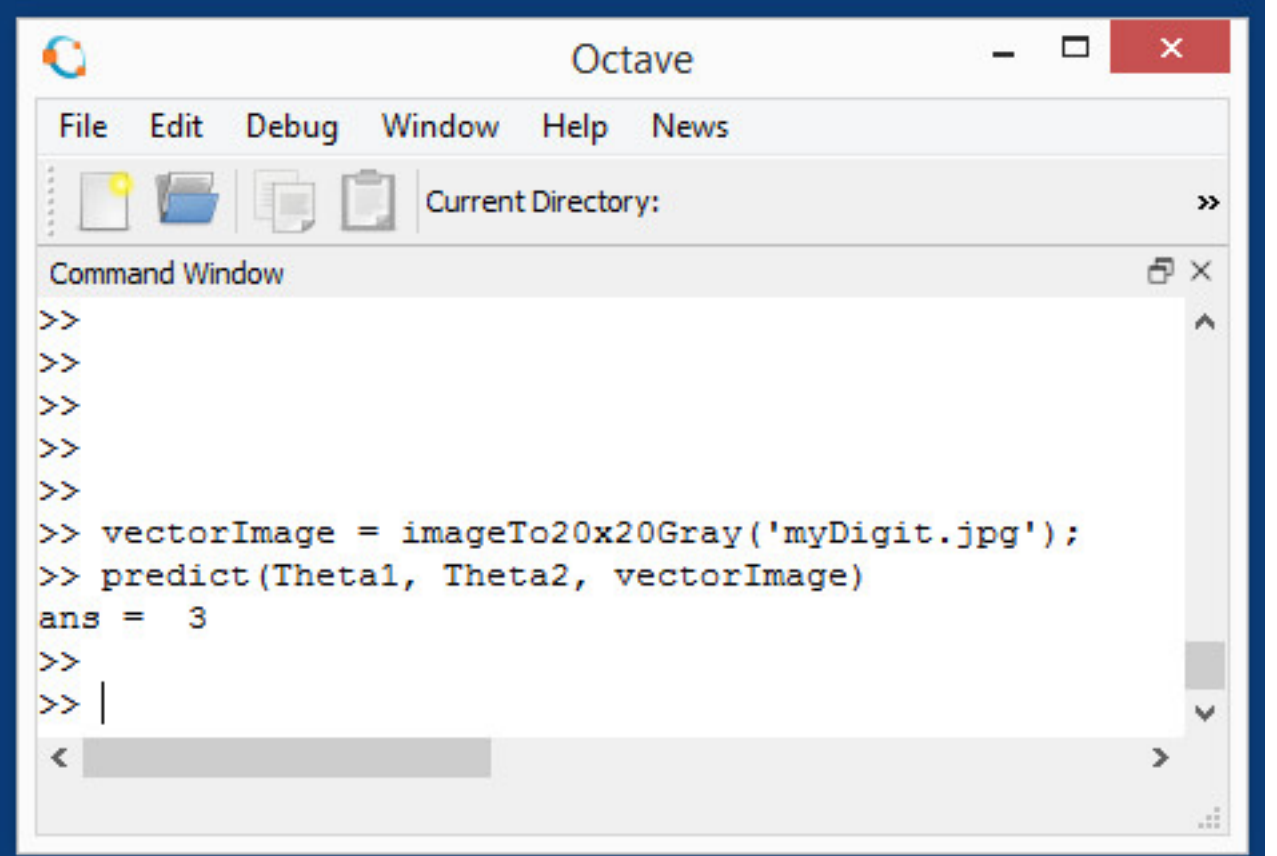 Octave
File Edit Debug Window Help News
Current Directory:
Command Window
>>
>>
>>
>>
>>
>> vectorImage = imageTo20x20Gray('myDigit.jpg');
>> predict(Theta1, Theta2, vectorImage)
ans =  3
>>
>>